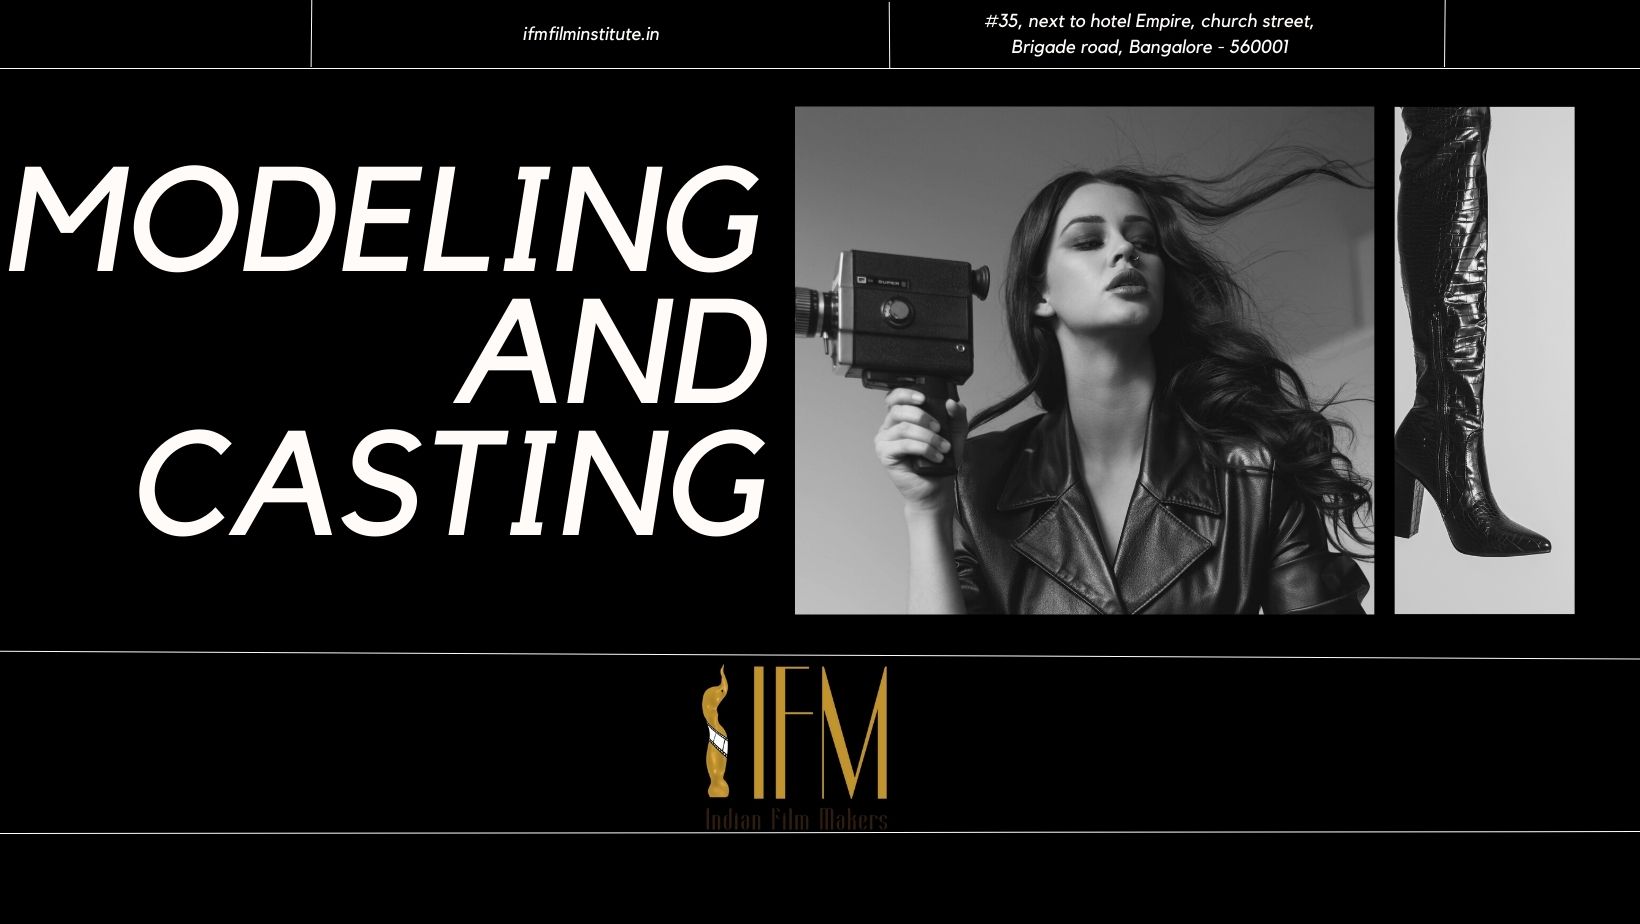 ifmfilminstitute.in
#35, next to hotel Empire, church street,
Brigade road, Bangalore - 560001
MODELING
AND
CASTING
SUPER 8
IFM
Indian Film Makers